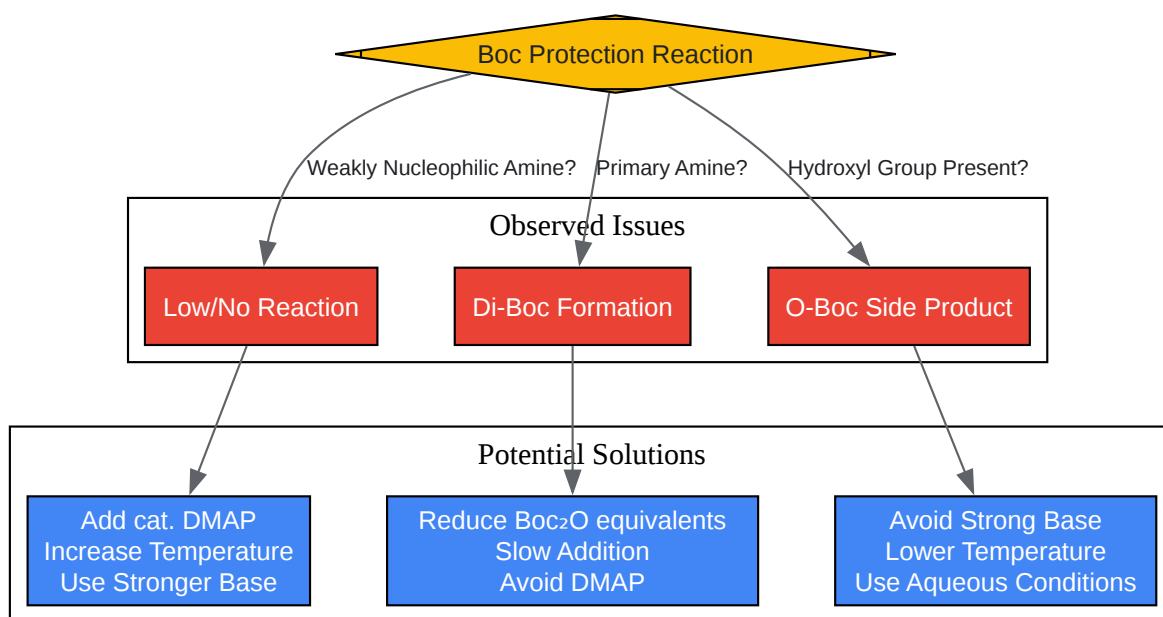 Boc Protection Reaction
Weakly Nucleophilic Amine?
Primary Amine?
Hydroxyl Group Present?
Observed Issues
Low/No Reaction
Di-Boc Formation
O-Boc Side Product
Potential Solutions
Add cat. DMAP
Increase Temperature
Use Stronger Base
Reduce Boc₂O equivalents
Slow Addition
Avoid DMAP
Avoid Strong Base
Lower Temperature
Use Aqueous Conditions